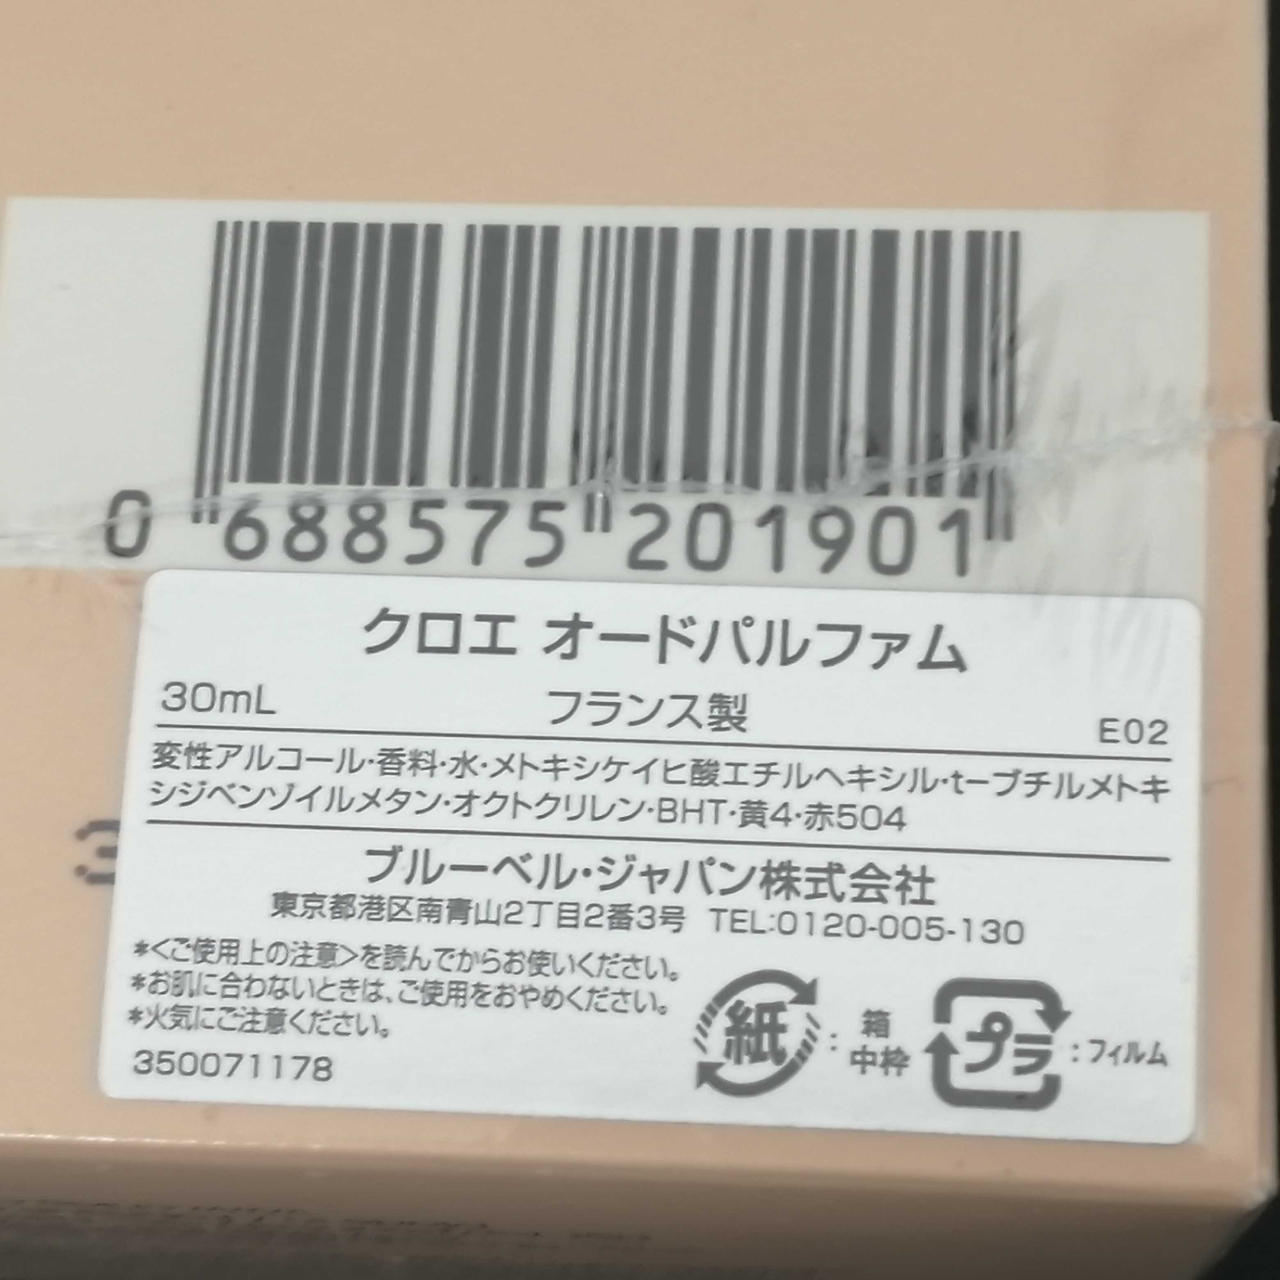 0 688575 201901
クロエ オードパルファム
30mL フランス製 E02
変性アルコール・香料・水・メトキシケイヒ酸エチルヘキシル・t-ブチルメトキ
シジベンゾイルメタン・オクトクリレン・BHT・黄4・赤504
ブルーベル・ジャパン株式会社
東京都港区南青山2丁目2番3号 TEL:0120-005-130
*<ご使用上の注意>を読んでからお使いください。
*お肌に合わないときは、ご使用をおやめください。
*火気にご注意ください。
350071178
紙 : 箱 中枠 プラ : フィルム